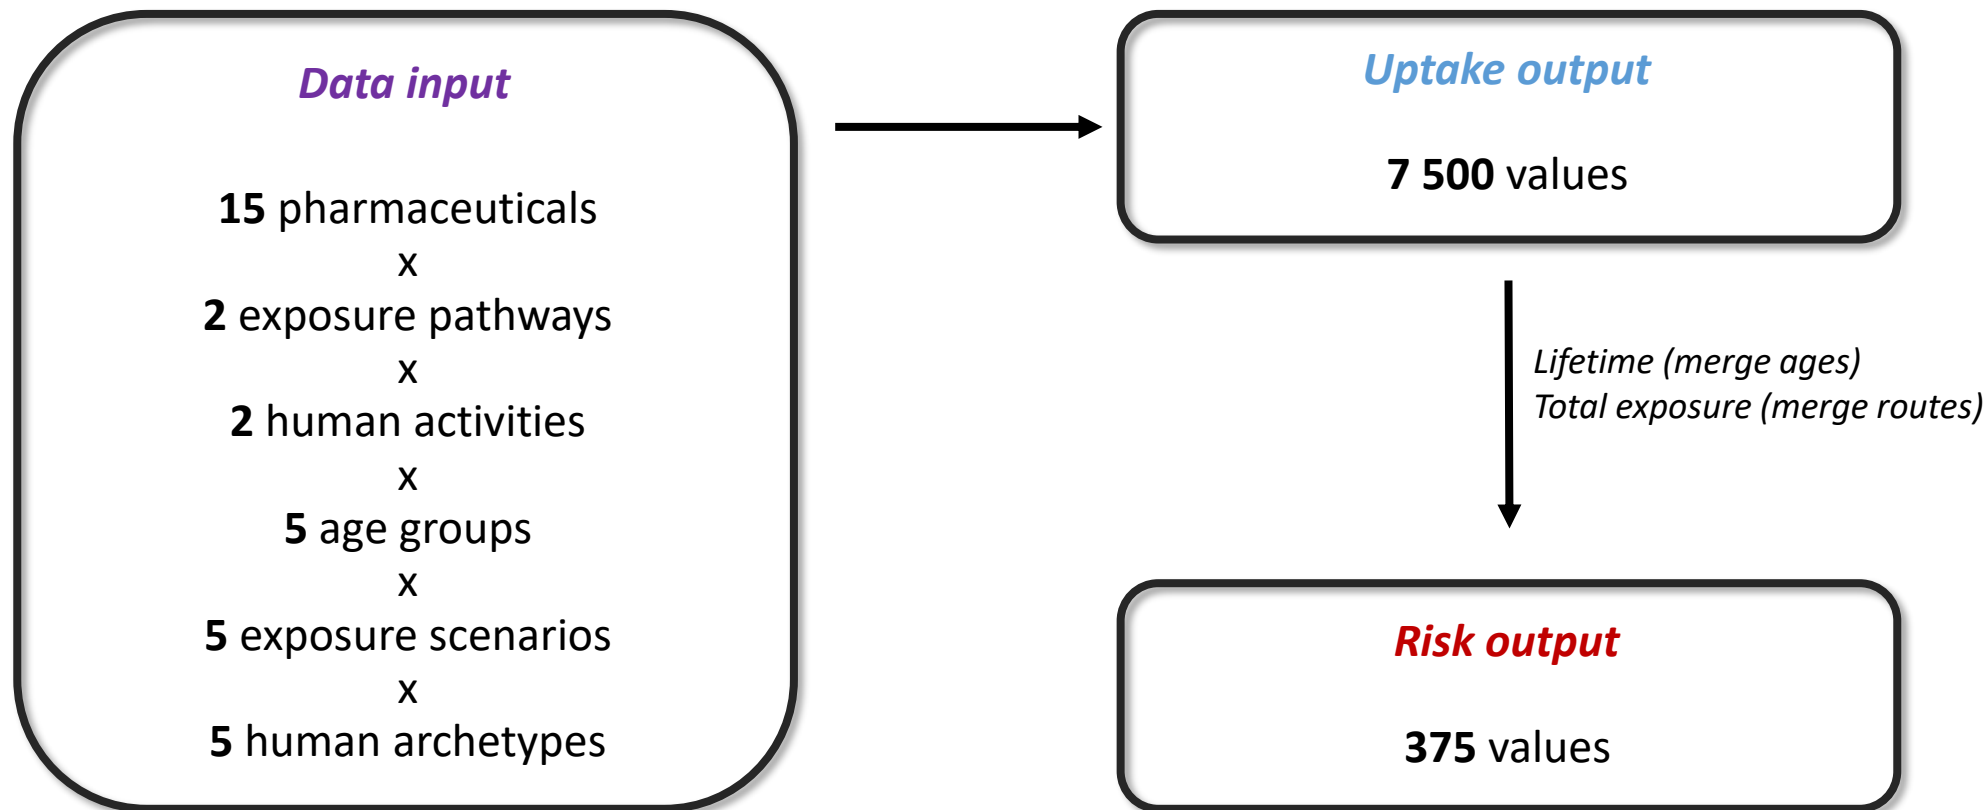 Data input
15 pharmaceuticals
x
2 exposure pathways
x
2 human activities
x
5 age groups
x
5 exposure scenarios
x
5 human archetypes
Uptake output
7 500 values
Lifetime (merge ages)
Total exposure (merge routes)
Risk output
375 values